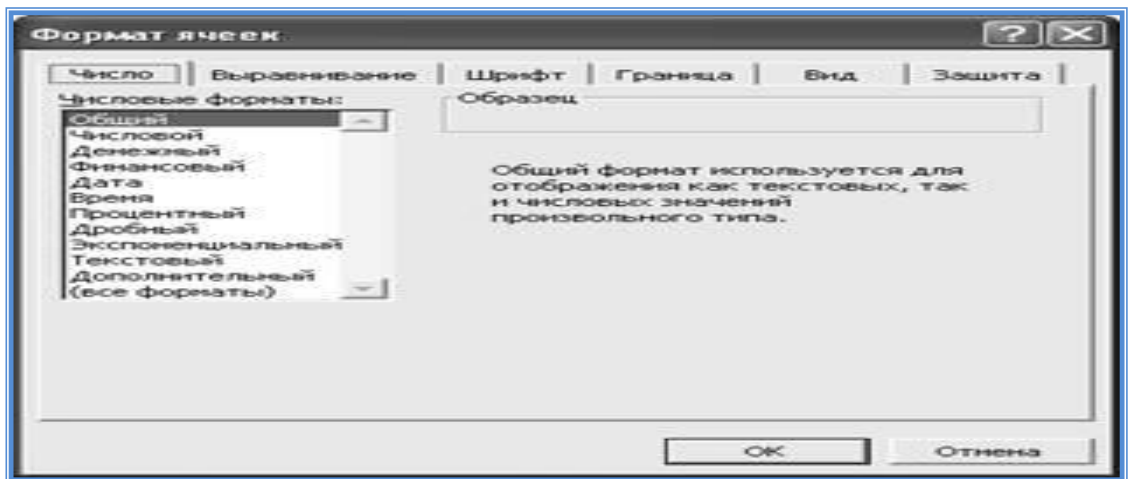 Формат ячеек
Число Выравнивание Шрифт Граница Вид Защита
Числовые форматы:
Образец
Общий
Числовой
Денежный
Финансовый
Дата
Время
Процентный
Дробный
Экспоненциальный
Текстовый
Дополнительный
(все форматы)
Общий формат используется для
отображения как текстовых, так
и числовых значений
произвольного типа.
ОК Отмена